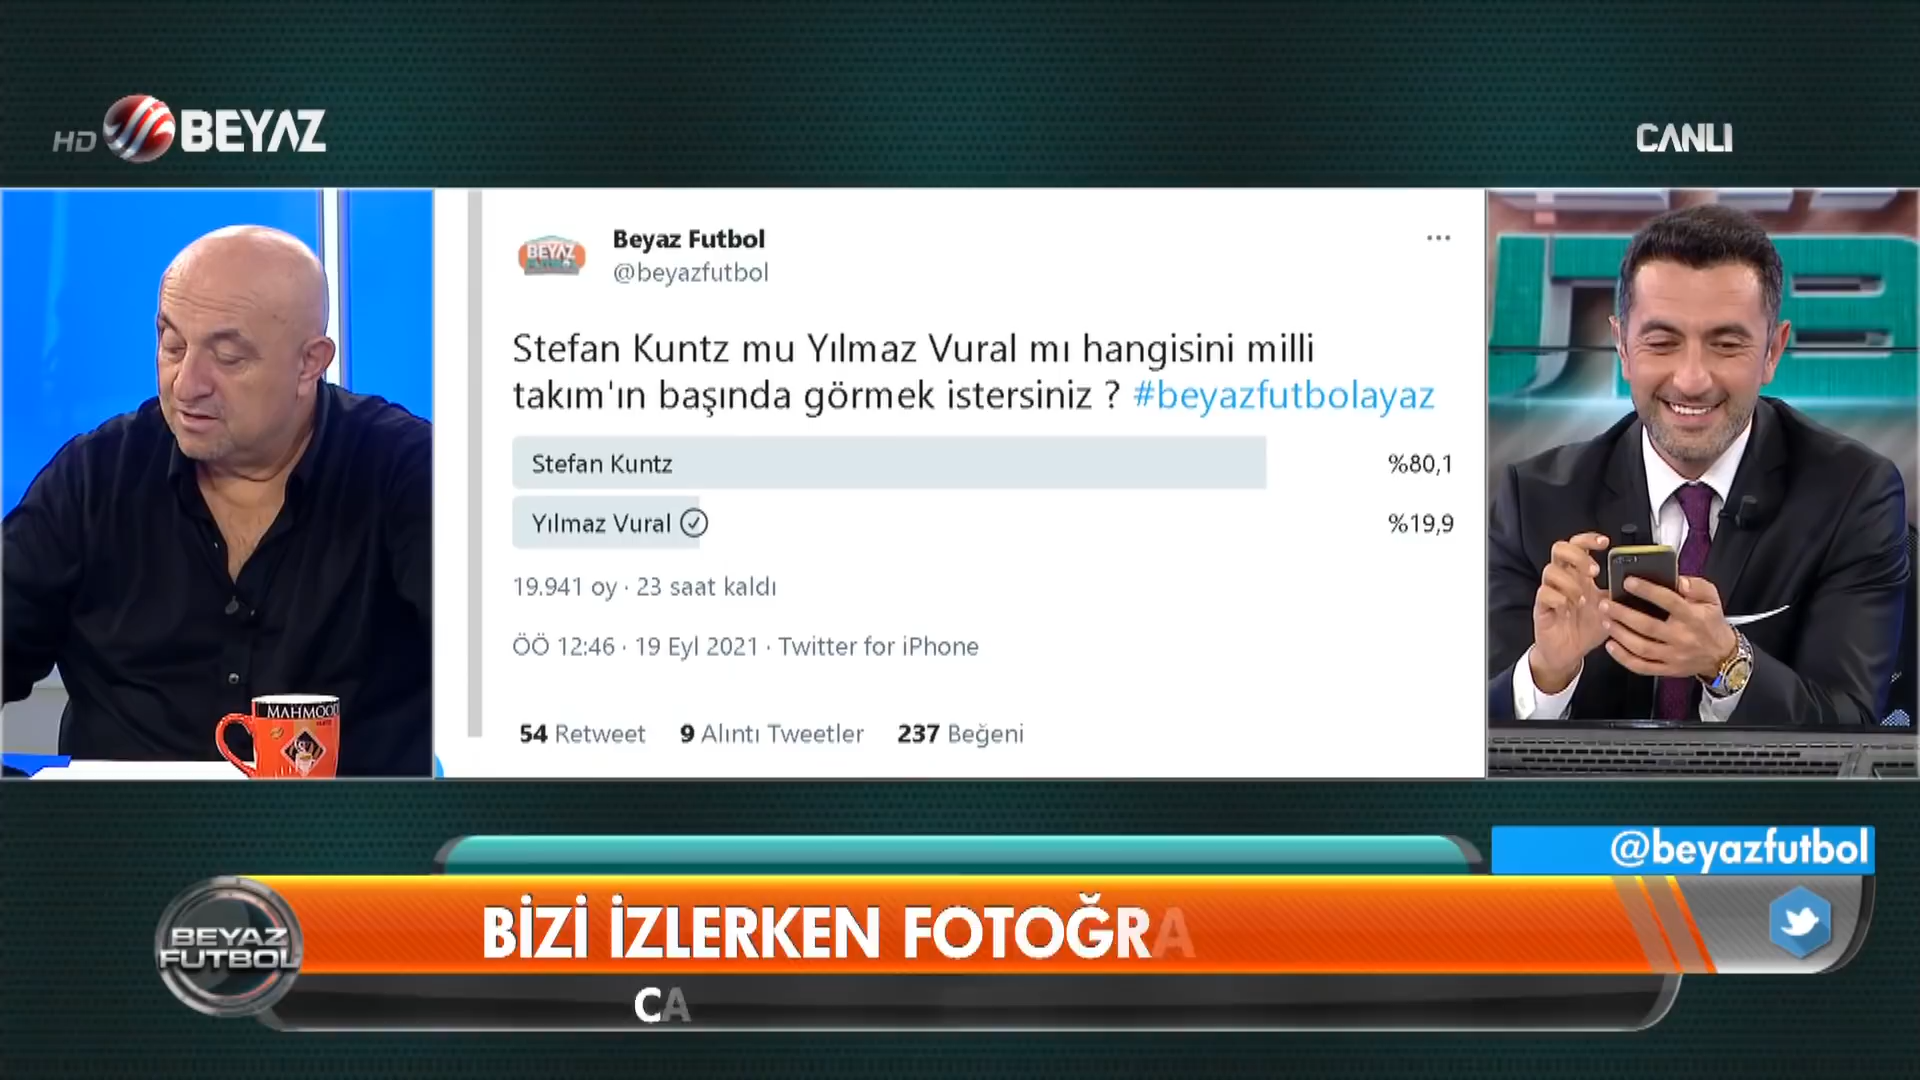 HD BEYAZ
CANLI
BEYAZ
Beyaz Futbol
@beyazfutbol
Stefan Kuntz mu Yılmaz Vural mı hangisini milli
takım'ın başında görmek istersiniz ? #beyazfutbolayaz
Stefan Kuntz %80,1
Yılmaz Vural %19,9
19.941 oy · 23 saat kaldı
ÖÖ 12:46 · 19 Eyl 2021 · Twitter for iPhone
54 Retweet 9 Alıntı Tweetler 237 Beğeni
MAHMOOD
@beyazfutbol
BEYAZ
FUTBOL
BİZİ İZLERKEN FOTOĞRA
CA